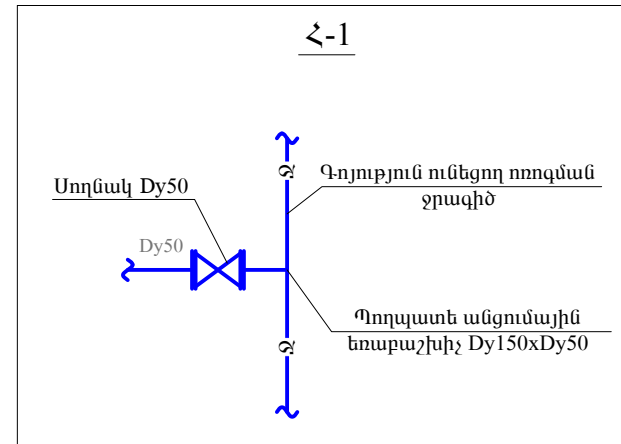 Հ-1
Ջ
Գոյություն ունեցող ոռոգման
ջրագիծ
Սողնակ Dy50
Dy50
Պողպատե անցումային
եռաբաշխիչ Dy150xDy50
Ջ